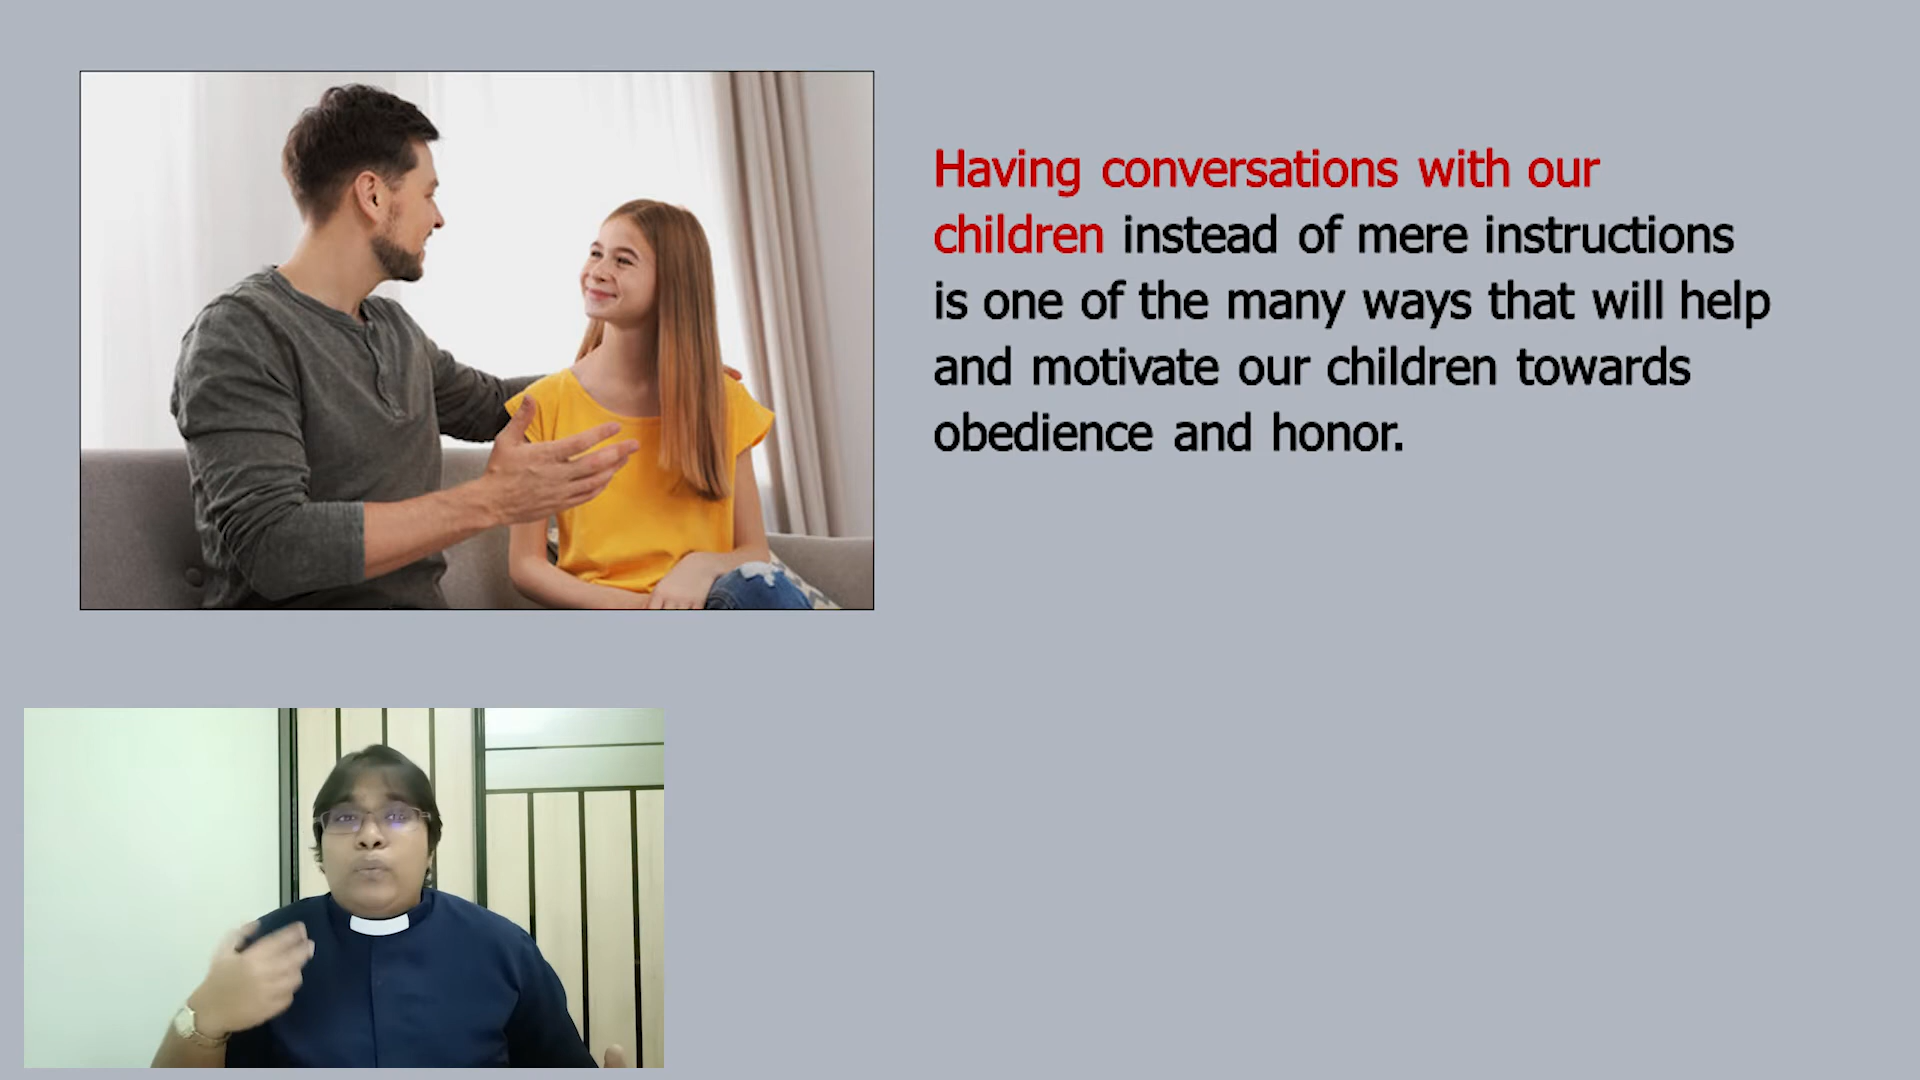 Having conversations with our
children instead of mere instructions
is one of the many ways that will help
and motivate our children towards
obedience and honor.